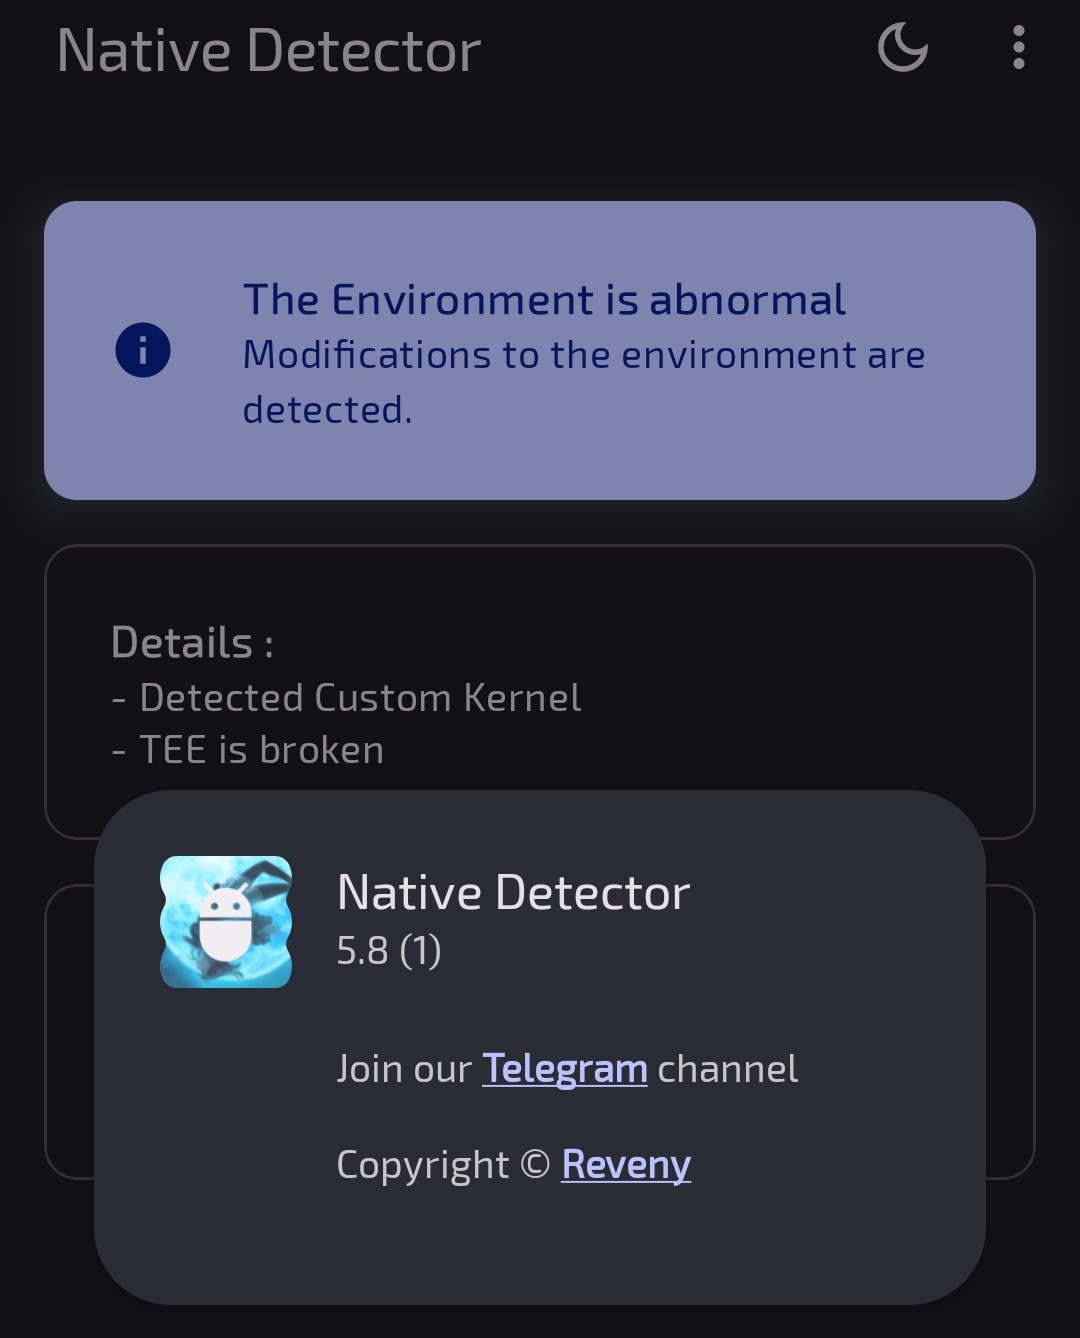 Native Detector
The Environment is abnormal
Modifications to the environment are
detected.
Details :
- Detected Custom Kernel
- TEE is broken
Native Detector
5.8 (1)
Join our Telegram channel
Copyright © Reveny